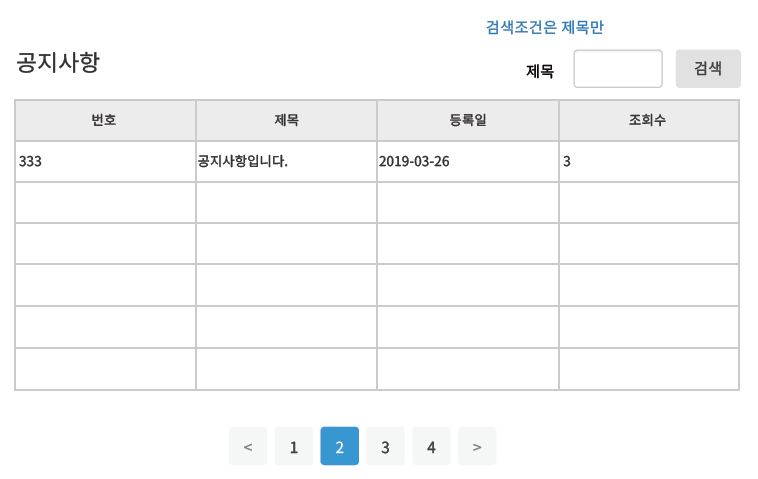 검색조건은 제목만
공지사항
제목 검색
번호 제목 등록일 조회수
333 공지사항입니다. 2019-03-26 3
< 1 2 3 4 >